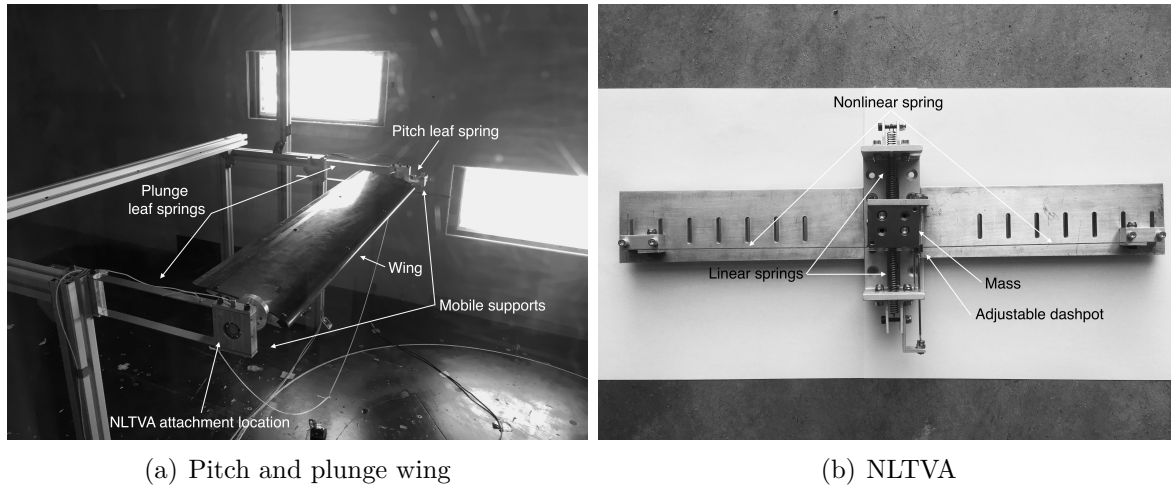 Pitch leaf spring
Plunge
leaf springs
Wing
Mobile supports
NLTVA attachment location
Nonlinear spring
Linear springs
Mass
Adjustable dashpot
(a) Pitch and plunge wing
(b) NLTVA